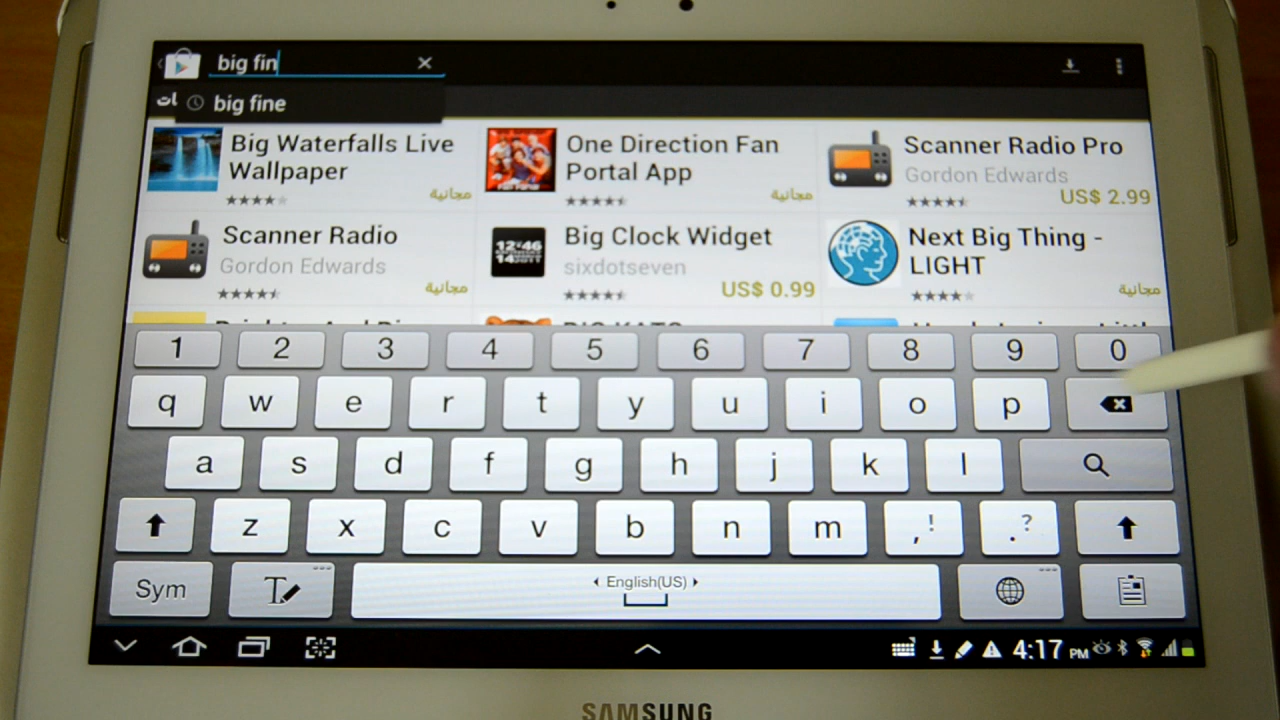 big fin
ات big fine
Big Waterfalls Live
Wallpaper
مجانية
One Direction Fan
Portal App
مجانية
Scanner Radio Pro
Gordon Edwards
US$ 2.99
Scanner Radio
Gordon Edwards
مجانية
12:46
Big Clock Widget
sixdotseven
US$ 0.99
Next Big Thing -
LIGHT
مجانية
1 2 3 4 5 6 7 8 9 0
q w e r t y u i o p
a s d f g h j k l
z x c v b n m , ! . ?
Sym T English(US)
4:17 PM
SAMSUNG